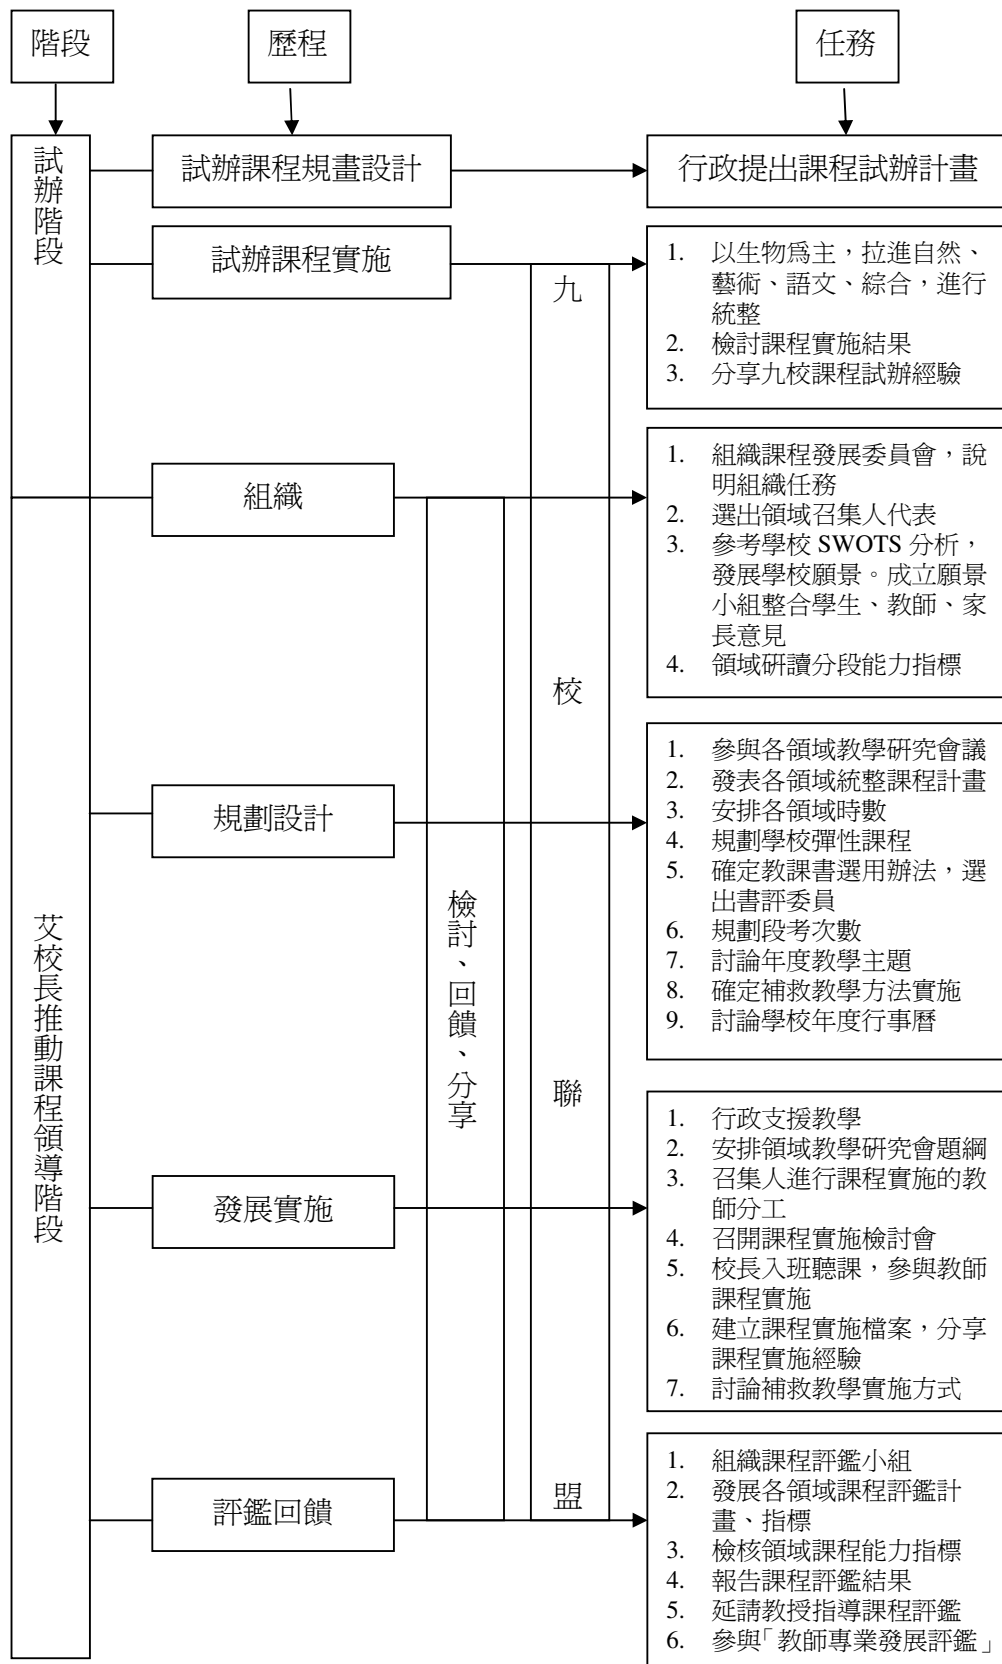 階段
歷程
任務
試辦階段
試辦課程規畫設計
行政提出課程試辦計畫
試辦課程實施
1. 以生物為主，拉進自然、
藝術、語文、綜合，進行
統整
2. 檢討課程實施結果
3. 分享九校課程試辦經驗
九校聯盟
組織
1. 組織課程發展委員會，說
明組織任務
2. 選出領域召集人代表
3. 參考學校 SWOTS 分析，
發展學校願景。成立願景
小組整合學生、教師、家
長意見
4. 領域研讀分段能力指標
艾校長推動課程領導階段
檢討、回饋、分享
規劃設計
1. 參與各領域教學研究會議
2. 發表各領域統整課程計畫
3. 安排各領域時數
4. 規劃學校彈性課程
5. 確定教課書選用辦法，選
出書評委員
6. 規劃段考次數
7. 討論年度教學主題
8. 確定補救教學方法實施
9. 討論學校年度行事曆
發展實施
1. 行政支援教學
2. 安排領域教學研究會題綱
3. 召集人進行課程實施的教
師分工
4. 召開課程實施檢討會
5. 校長入班聽課，參與教師
課程實施
6. 建立課程實施檔案，分享
課程實施經驗
7. 討論補救教學實施方式
評鑑回饋
1. 組織課程評鑑小組
2. 發展各領域課程評鑑計
畫、指標
3. 檢核領域課程能力指標
4. 報告課程評鑑結果
5. 延請教授指導課程評鑑
6. 參與「教師專業發展評鑑」